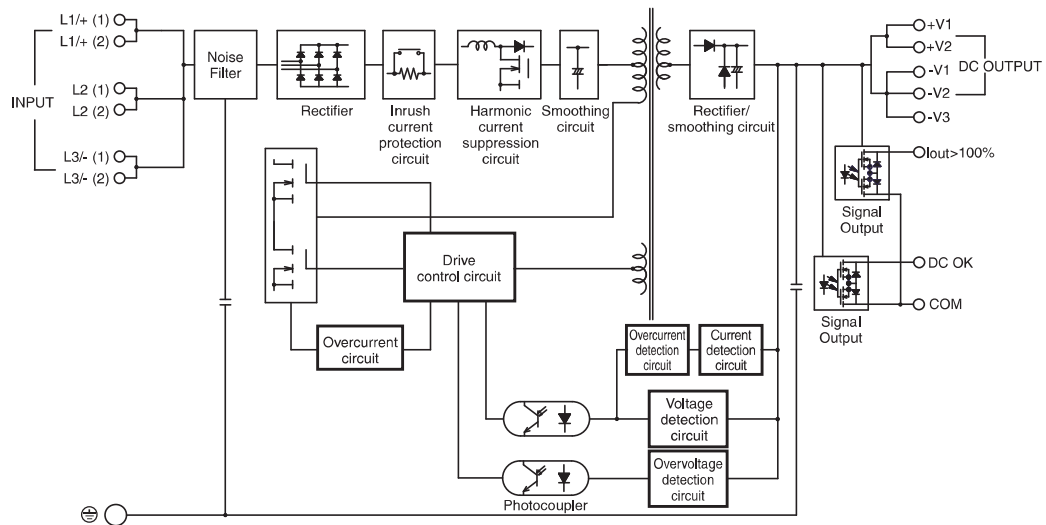 INPUT
L1/+ (1)
L1/+ (2)
L2 (1)
L2 (2)
L3/- (1)
L3/- (2)
Noise
Filter
Rectifier
Inrush
current
protection
circuit
Harmonic
current
suppression
circuit
Smoothing
circuit
Rectifier/
smoothing circuit
+V1
+V2
-V1
-V2
-V3
DC OUTPUT
Iout>100%
Signal
Output
DC OK
COM
Signal
Output
Drive
control circuit
Overcurrent
circuit
Overcurrent
detection
circuit
Current
detection
circuit
Voltage
detection
circuit
Overvoltage
detection
circuit
Photocoupler